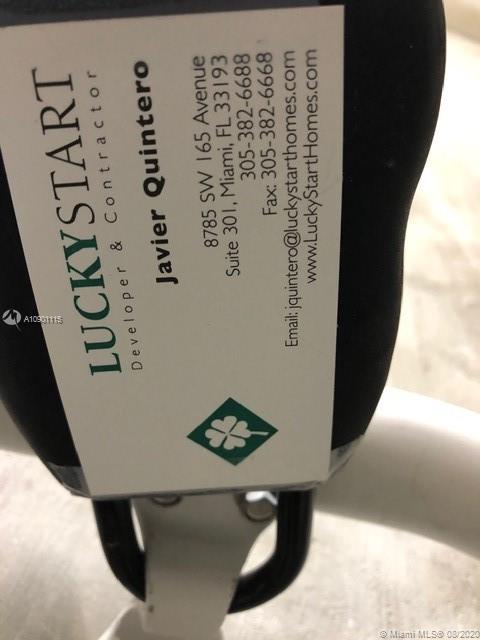 LUCKYSTART
Developer & Contractor
Javier Quintero
8785 SW 165 Avenue
Suite 301, Miami, FL 33193
305-382-6688
Fax: 305-382-6668
Email: jquintero@luckystarthomes.com
www.LuckyStartHomes.com
A10901115
© Miami MLS® 08/2020